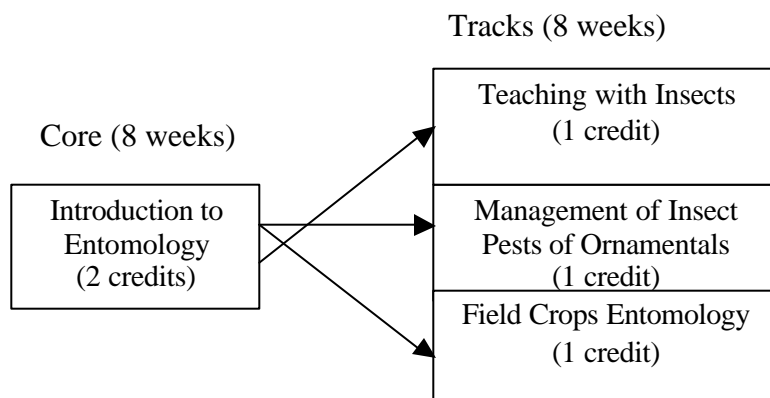 Tracks (8 weeks)
Teaching with Insects
(1 credit)
Core (8 weeks)
Introduction to
Entomology
(2 credits)
Management of Insect
Pests of Ornamentals
(1 credit)
Field Crops Entomology
(1 credit)